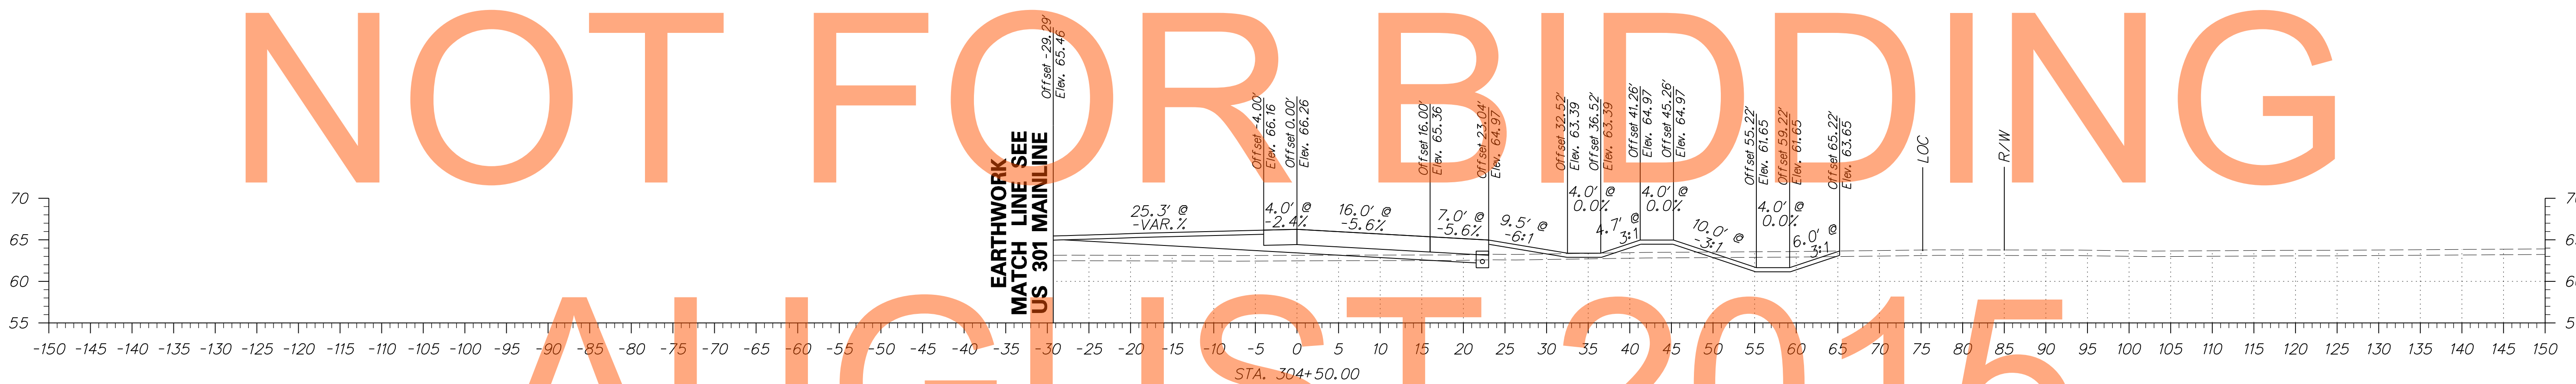 NOT FOR BIDDING
AUGUST 2015
EARTHWORK
MATCH LINE SEE
US 301 MAINLINE
Offset -29.29'
Elev. 65.46
Offset -4.00'
Elev. 66.16
Offset 0.00'
Elev. 66.26
Offset 16.00'
Elev. 65.36
Offset 23.04'
Elev. 64.97
Offset 32.52'
Elev. 63.39
Offset 36.52'
Elev. 63.39
Offset 41.26'
Elev. 64.97
Offset 45.26'
Elev. 64.97
Offset 55.22'
Elev. 61.65
Offset 59.22'
Elev. 61.65
Offset 65.22'
Elev. 63.65
LOC
R/W
25.3' @
-VAR.%
4.0' @
-2.4%
16.0' @
-5.6%
7.0' @
-5.6%
9.5' @
-6:1
4.0' @
0.0%
4.7' @
3:1
4.0' @
0.0%
10.0' @
-3:1
4.0' @
0.0%
6.0' @
3:1
70
65
60
55
-150 -145 -140 -135 -130 -125 -120 -115 -110 -105 -100 -95 -90 -85 -80 -75 -70 -65 -60 -55 -50 -45 -40 -35 -30 -25 -20 -15 -10 -5 0 5 10 15 20 25 30 35 40 45 50 55 60 65 70 75 80 85 90 95 100 105 110 115 120 125 130 135 140 145 150
STA. 304+50.00